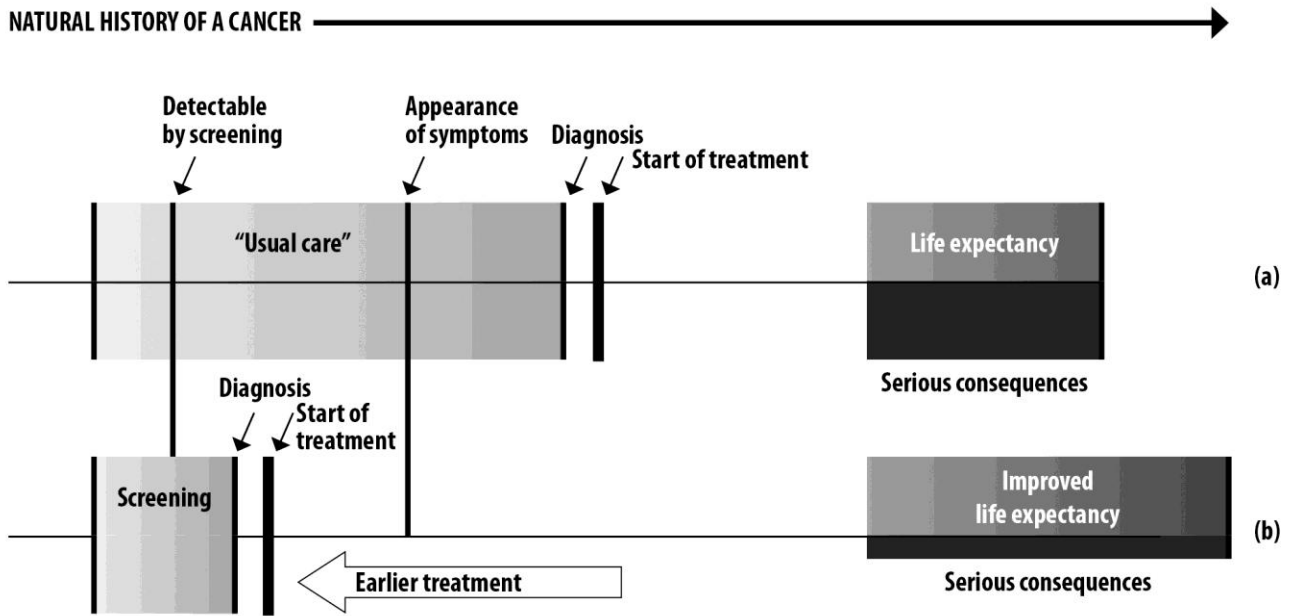 NATURAL HISTORY OF A CANCER
Detectable
by screening
Appearance
of symptoms
Diagnosis
Start of treatment
“Usual care”
Life expectancy
(a)
Serious consequences
Diagnosis
Start of
treatment
Screening
Improved
life expectancy
(b)
Earlier treatment
Serious consequences